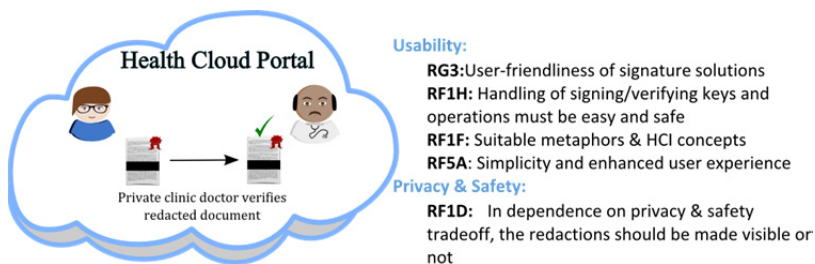 Health Cloud Portal
Private clinic doctor verifies
redacted document
Usability:
RG3:User-friendliness of signature solutions
RF1H: Handling of signing/verifying keys and
operations must be easy and safe
RF1F: Suitable metaphors & HCI concepts
RF5A: Simplicity and enhanced user experience
Privacy & Safety:
RF1D: In dependence on privacy & safety
tradeoff, the redactions should be made visible or
not